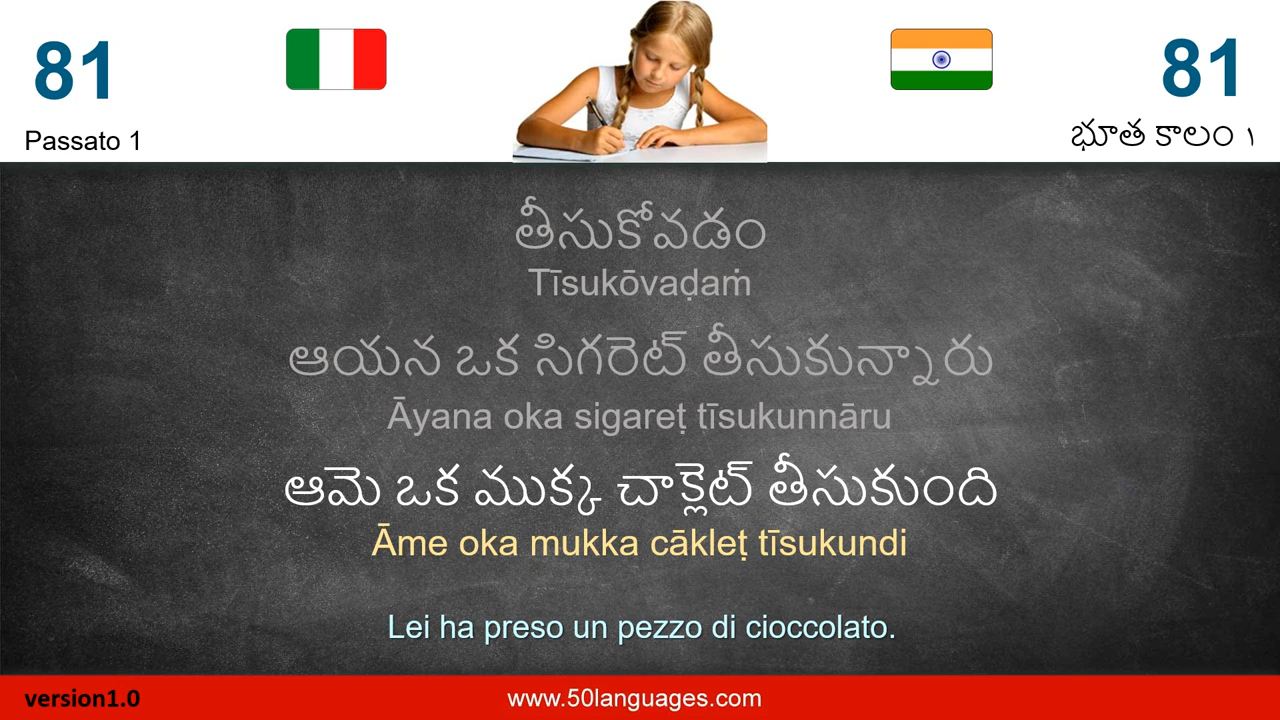 81
81
Passato 1
భూత కాలం ౧
తీసుకోవడం
Tīsukōvaḍaṁ
ఆయన ఒక సిగరెట్ తీసుకున్నారు
Āyana oka sigareṭ tīsukunnāru
ఆమె ఒక ముక్క చాక్లెట్ తీసుకుంది
Āme oka mukka cākleṭ tīsukundi
Lei ha preso un pezzo di cioccolato.
version1.0
www.50languages.com